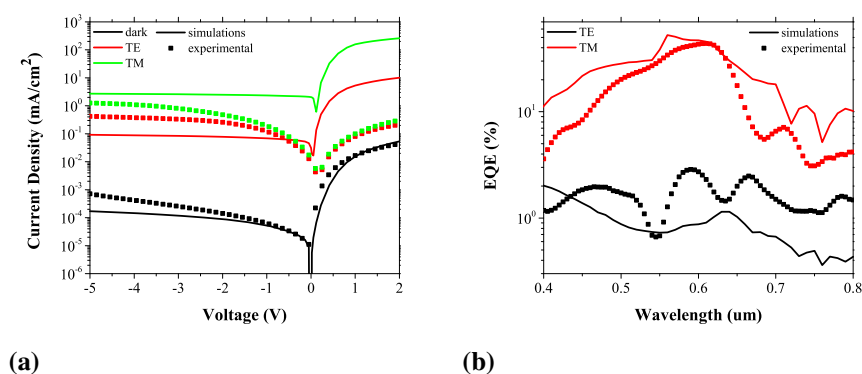 dark
simulations
TE
experimental
TM
10^3
10^2
10^1
10^0
10^-1
10^-2
10^-3
10^-4
10^-5
10^-6
Current Density (mA/cm^2)
-5 -4 -3 -2 -1 0 1 2
Voltage (V)
(a)
TE
simulations
TM
experimental
10^1
10^0
EQE (%)
0.4 0.5 0.6 0.7 0.8
Wavelength (um)
(b)